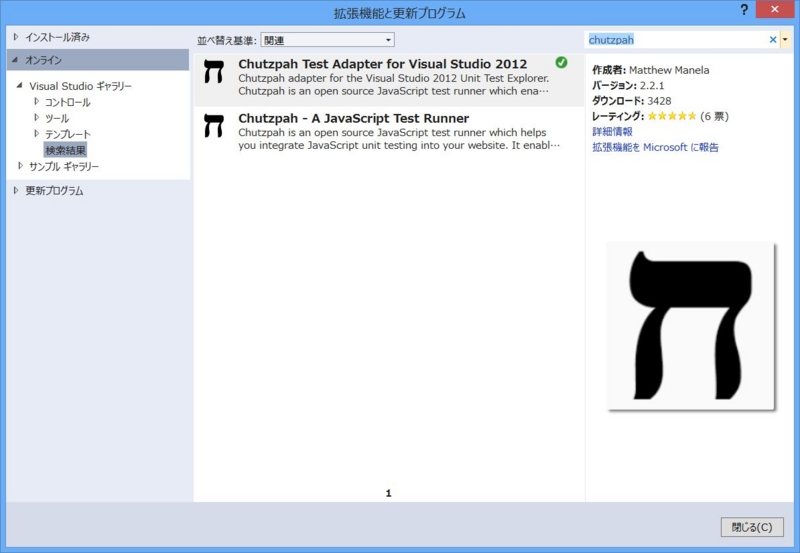 拡張機能と更新プログラム
?
インストール済み
オンライン
Visual Studio ギャラリー
コントロール
ツール
テンプレート
検索結果
サンプル ギャラリー
更新プログラム
並べ替え基準: 関連
ח Chutzpah Test Adapter for Visual Studio 2012
Chutzpah adapter for the Visual Studio 2012 Unit Test Explorer.
Chutzpah is an open source JavaScript test runner which ena…
ח Chutzpah - A JavaScript Test Runner
Chutzpah is an open source JavaScript test runner which helps
you integrate JavaScript unit testing into your website. It enabl…
1
chutzpah
作成者: Matthew Manela
バージョン: 2.2.1
ダウンロード: 3428
レーティング: ★★★★★ (6 票)
詳細情報
拡張機能を Microsoft に報告
ח
閉じる(C)